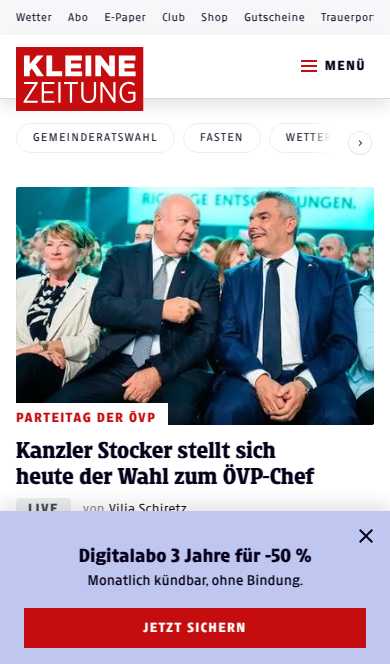 Wetter Abo E-Paper Club Shop Gutscheine Trauerport
KLEINE
ZEITUNG
MENÜ
GEMEINDERATSWAHL FASTEN WETTER
RICHTIGE ENTSCHEIDUNGEN.
PARTEITAG DER ÖVP
Kanzler Stocker stellt sich
heute der Wahl zum ÖVP-Chef
LIVE von Vilja Schiretz
Digitalabo 3 Jahre für -50 %
Monatlich kündbar, ohne Bindung.
JETZT SICHERN